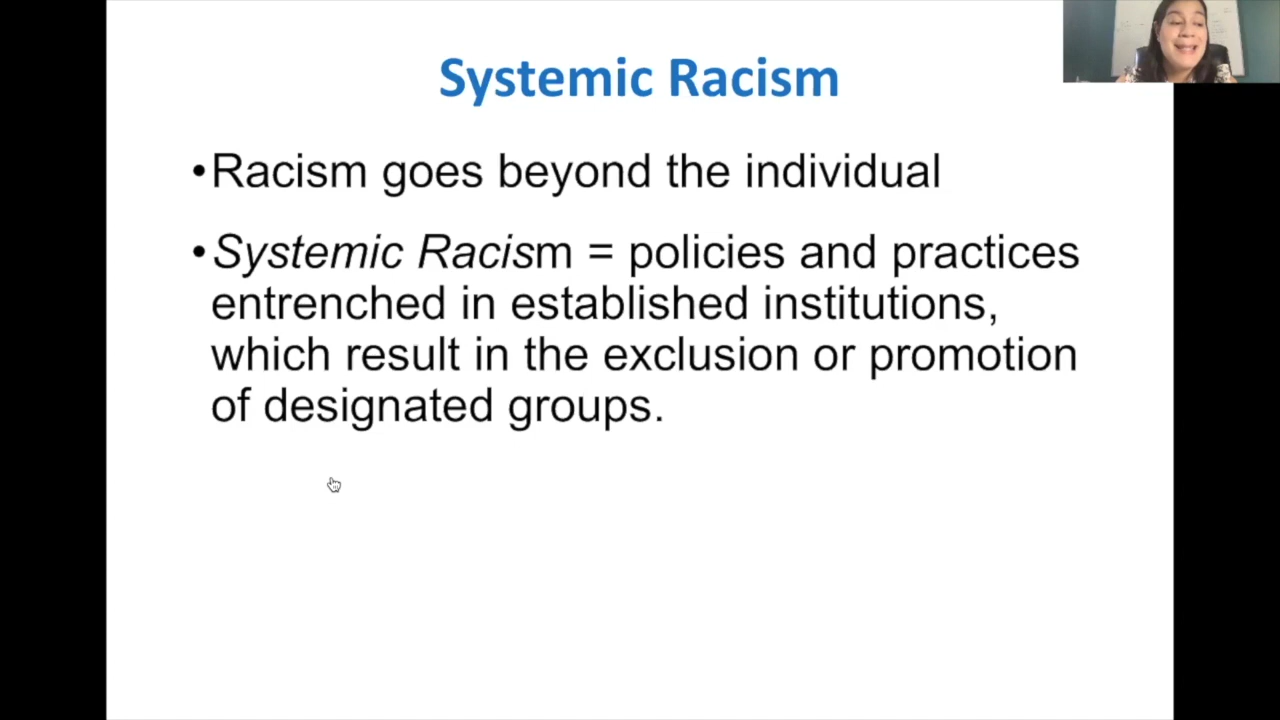 Systemic Racism
•Racism goes beyond the individual
•Systemic Racism = policies and practices
entrenched in established institutions,
which result in the exclusion or promotion
of designated groups.